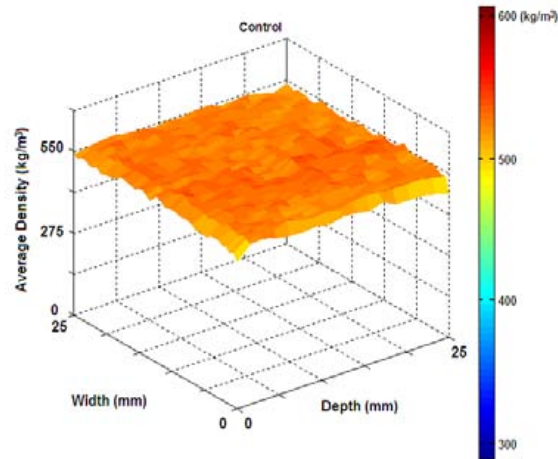 Control
600 (kg/m³)
500
400
300
Average Density (kg/m³)
550
275
0
25
Width (mm)
0
0
Depth (mm)
25